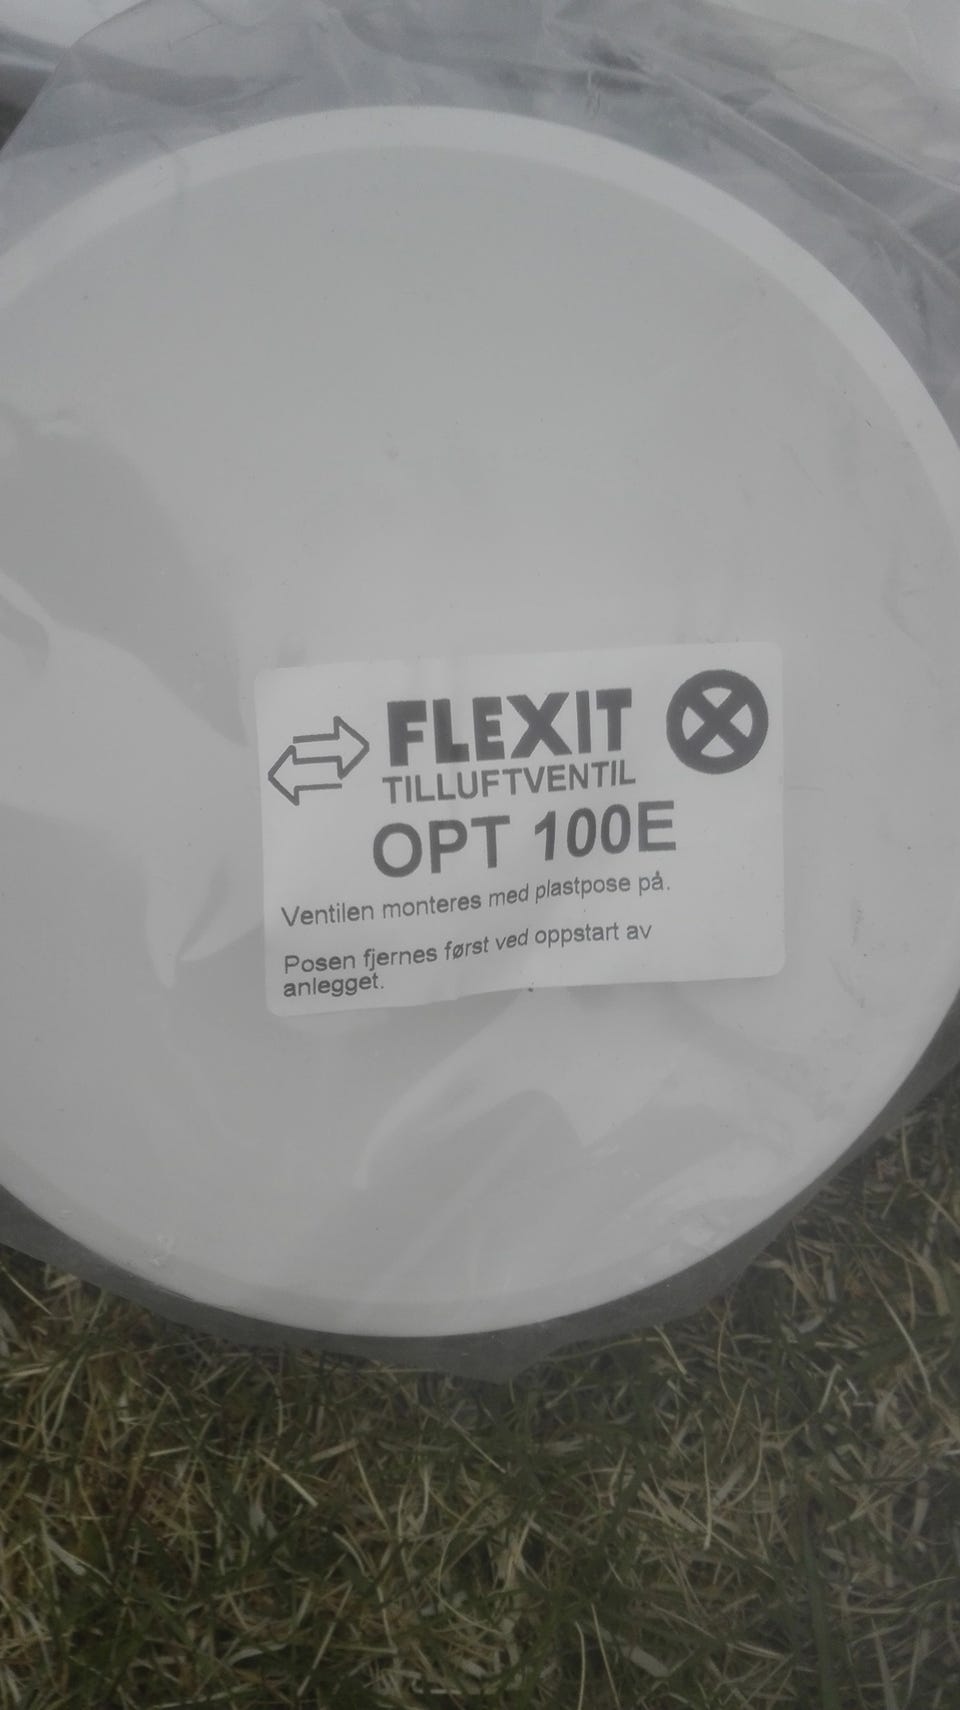 FLEXIT
TILLUFTVENTIL
OPT 100E
Ventilen monteres med plastpose på.
Posen fjernes først ved oppstart av
anlegget.